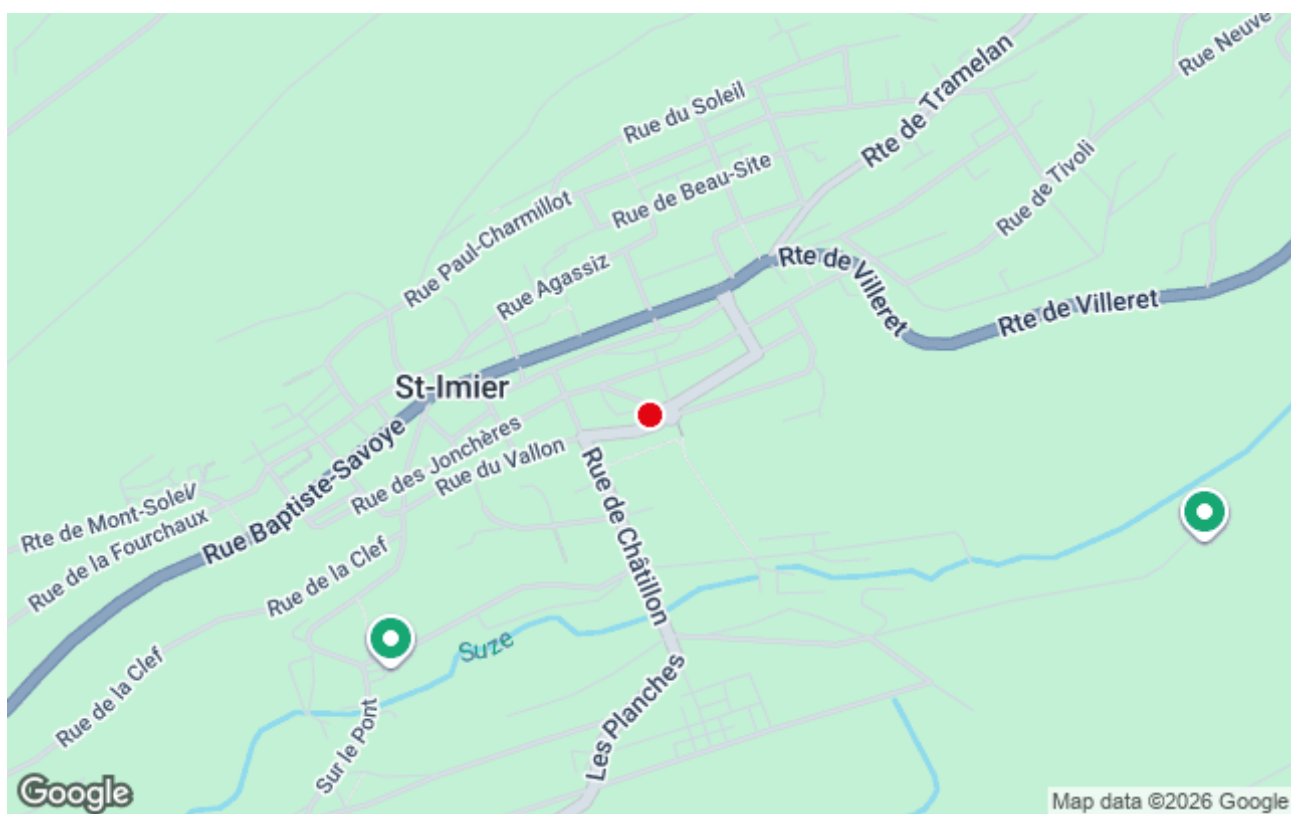 Rue Neuve
Rte de Tramelan
Rue du Soleil
Rue de Tivoli
Rue de Beau-Site
Rue Paul-Charmillot
Rue Agassiz
Rte de Villeret
Rte de Villeret
St-Imier
Rue des Jonchères
Rue du Vallon
Rue Baptiste-Savoye
Rte de Mont-Soleil
Rue de la Fourchaux
Rue de Châtillon
Rue de la Clef
Suze
Rue de la Clef
Les Planches
Sur le Pont
Google
Map data ©2026 Google